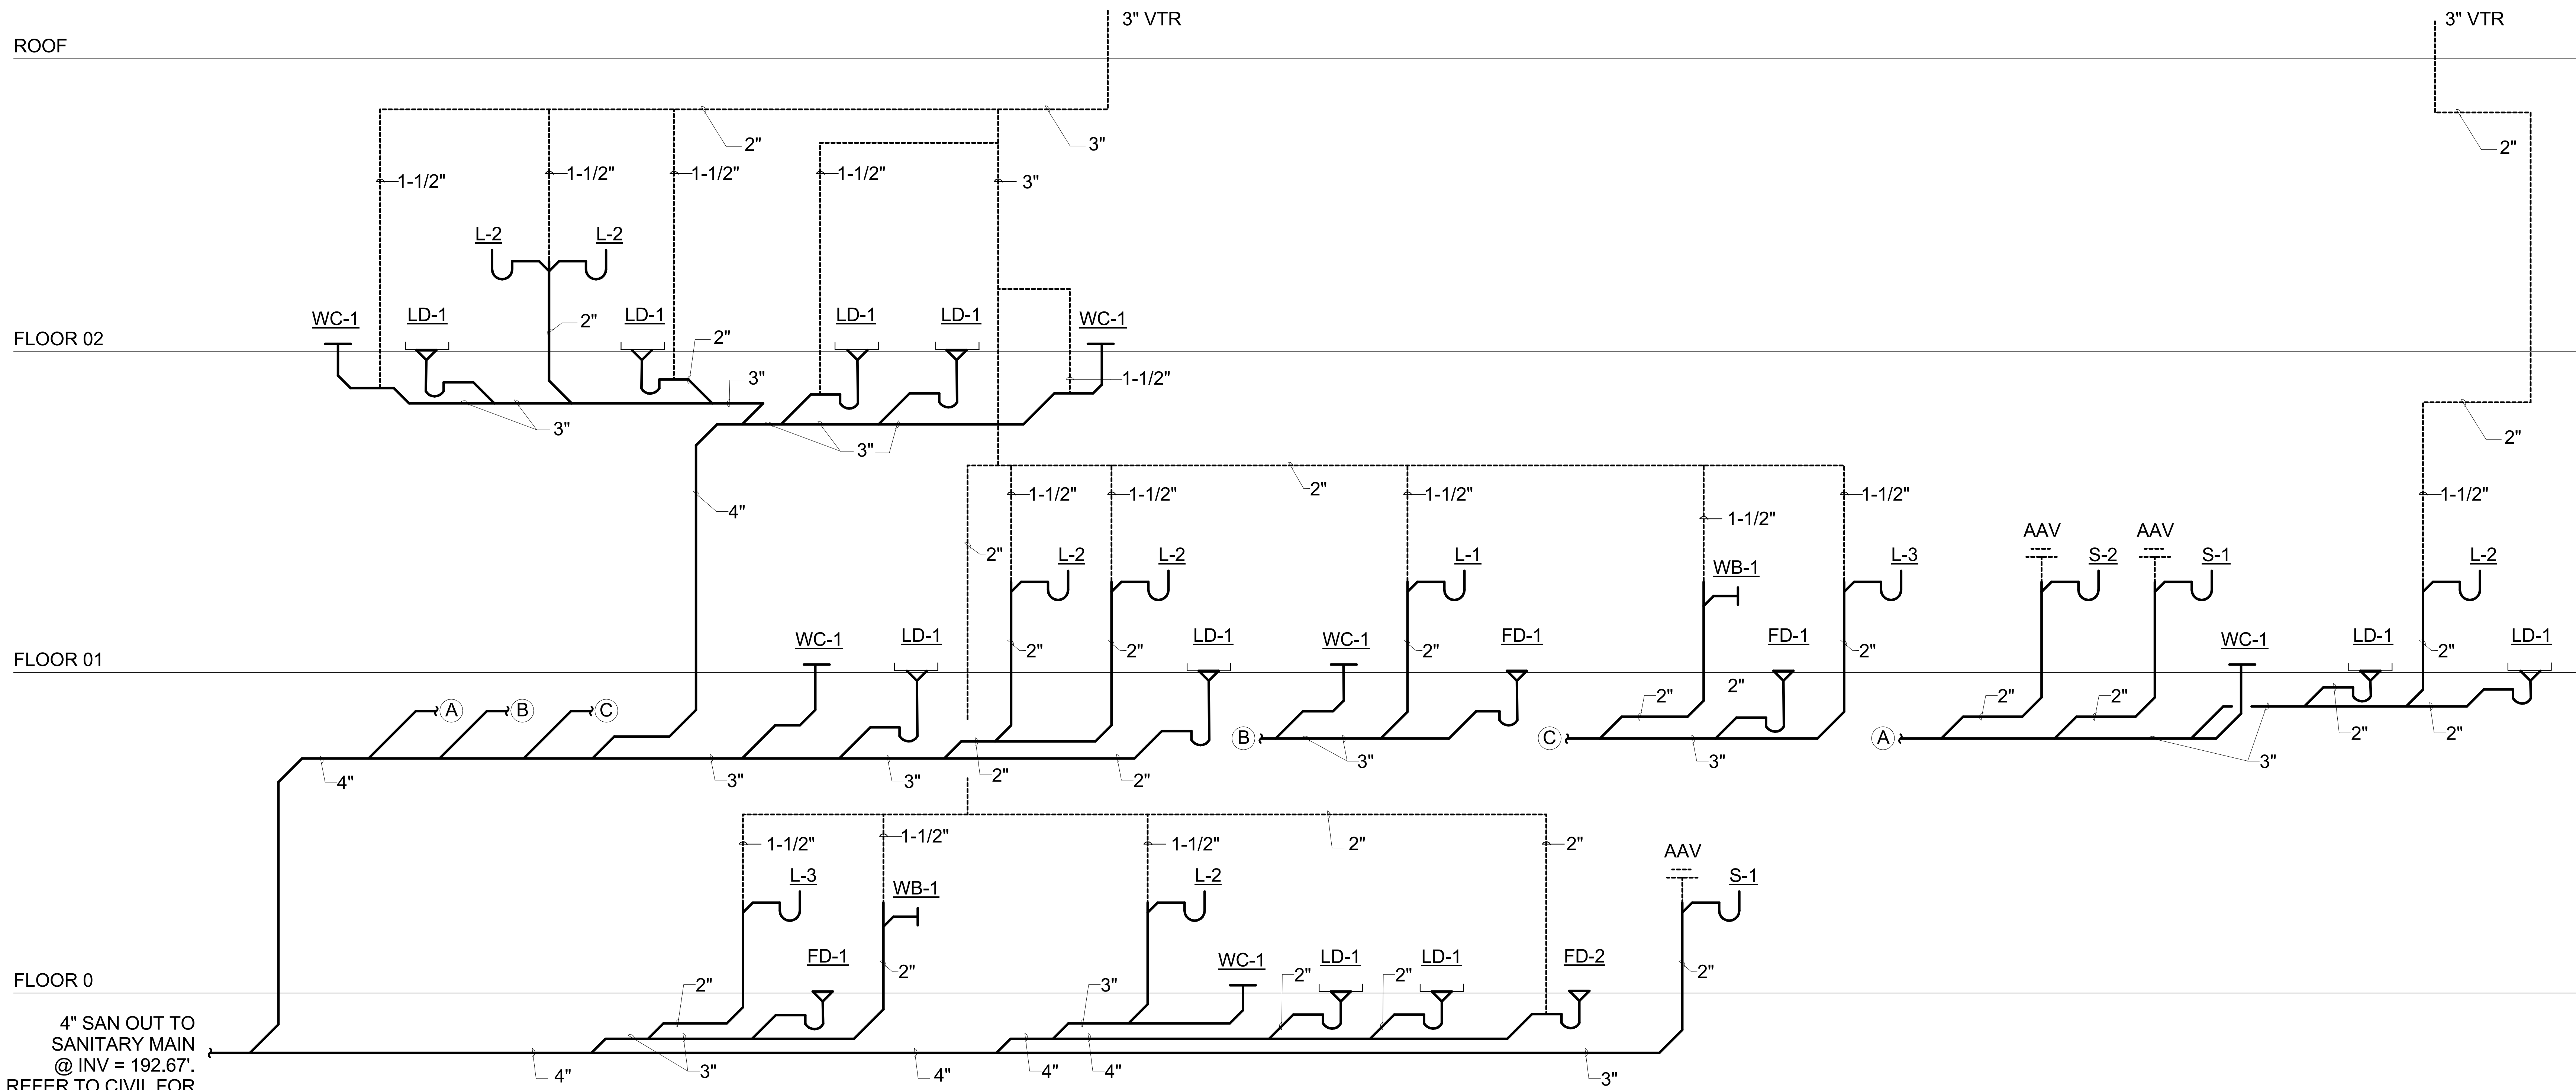 3" VTR
3" VTR
ROOF
2"
3"
2"
1-1/2"
1-1/2"
1-1/2"
1-1/2"
3"
L-2
L-2
WC-1
LD-1
2"
LD-1
2"
LD-1
LD-1
WC-1
FLOOR 02
3"
1-1/2"
3"
3"
2"
2"
1-1/2"
1-1/2"
1-1/2"
1-1/2"
1-1/2"
4"
1-1/2"
AAV
AAV
2"
L-2
L-2
L-1
WB-1
L-3
S-2
S-1
L-2
WC-1
LD-1
2"
2"
LD-1
WC-1
2"
FD-1
FD-1
2"
WC-1
LD-1
2"
LD-1
FLOOR 01
2"
2"
2"
2"
A
B
C
B
C
A
4"
3"
3"
2"
2"
3"
3"
3"
2"
2"
1-1/2"
1-1/2"
1-1/2"
2"
2"
AAV
L-3
WB-1
L-2
S-1
FD-1
2"
WC-1
2"
LD-1
2"
LD-1
FD-2
2"
FLOOR 0
2"
3"
4" SAN OUT TO
SANITARY MAIN
@ INV = 192.67'.
REFER TO CIVIL FOR
4"
3"
4"
4"
4"
3"